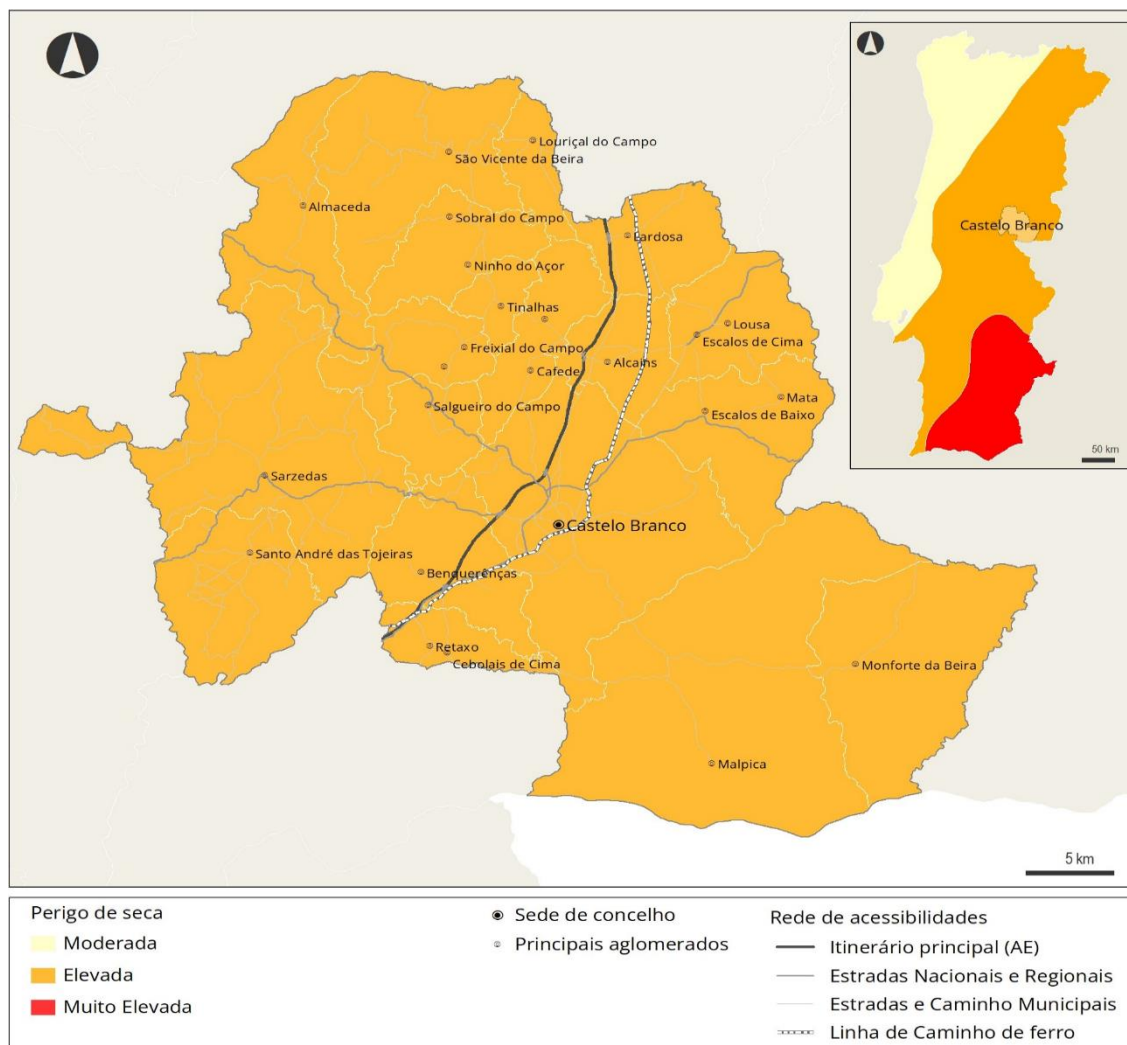 Louriçal do Campo
São Vicente da Beira
Almaceda
Sobral do Campo
Lardosa
Ninho do Açor
Tinalhas
Lousa
Escalos de Cima
Freixial do Campo
Alcains
Cafede
Mata
Salgueiro do Campo
Escalos de Baixo
Sarzedas
Castelo Branco
Santo André das Tojeiras
Benquerenças
Retaxo
Cebolais de Cima
Monforte da Beira
Malpica
5 km
Castelo Branco
50 km
Perigo de seca
Moderada
Elevada
Muito Elevada
Sede de concelho
Principais aglomerados
Rede de acessibilidades
Itinerário principal (AE)
Estradas Nacionais e Regionais
Estradas e Caminho Municipais
Linha de Caminho de ferro